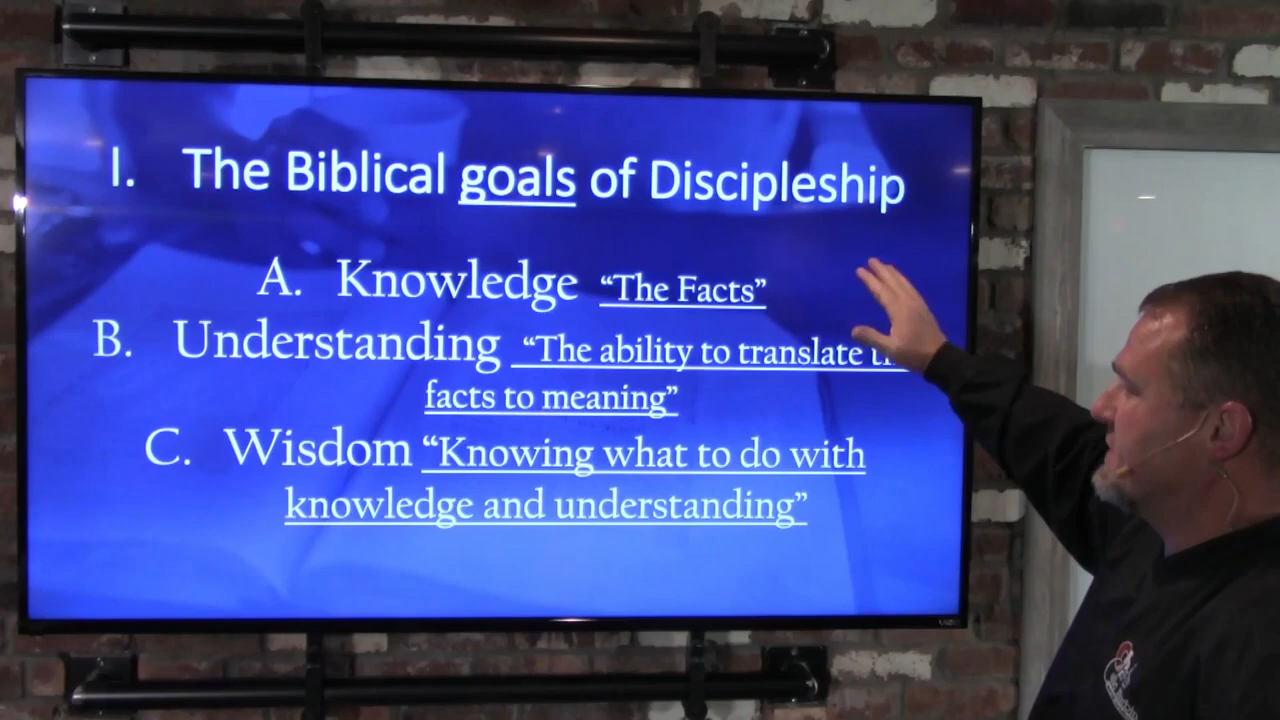 I. The Biblical goals of Discipleship
A. Knowledge “The Facts”
B. Understanding “The ability to translate
facts to meaning”
C. Wisdom “Knowing what to do with
knowledge and understanding”